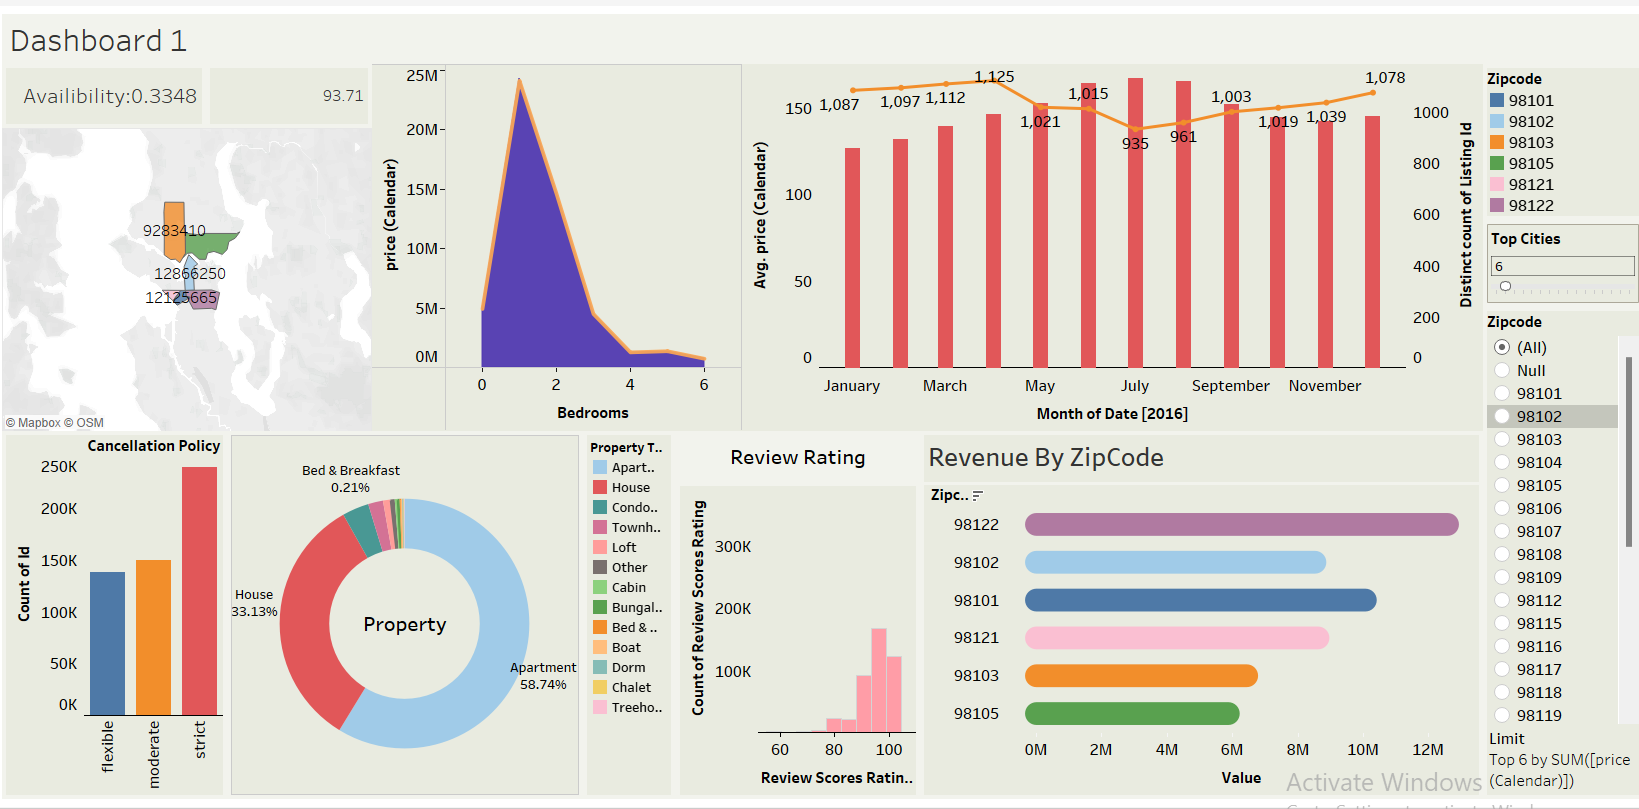 Dashboard 1
Availibility:0.3348
93.71
9283410
12866250
12125665
© Mapbox © OSM
price (Calendar)
25M
20M
15M
10M
5M
0M
0
2
4
6
Bedrooms
Avg. price (Calendar)
150
100
50
0
1,087
1,097
1,112
1,125
1,021
1,015
935
961
1,003
1,019
1,039
1,078
1000
800
600
400
200
0
Distinct count of Listing Id
January
March
May
July
September
November
Month of Date [2016]
Zipcode
98101
98102
98103
98105
98121
98122
Top Cities
6
Zipcode
(All)
Null
98101
98102
98103
98104
98105
98106
98107
98108
98109
98112
98115
98116
98117
98118
98119
Limit
Top 6 by SUM([price
(Calendar)])
Cancellation Policy
Count of Id
250K
200K
150K
100K
50K
0K
flexible
moderate
strict
Bed & Breakfast
0.21%
House
33.13%
Property
Apartment
58.74%
Property T..
Apart..
House
Condo..
Townh..
Loft
Other
Cabin
Bungal..
Bed & ..
Boat
Dorm
Chalet
Treeho..
Review Rating
Count of Review Scores Rating
300K
200K
100K
60
80
100
Review Scores Ratin..
Revenue By ZipCode
Zipc..
98122
98102
98101
98121
98103
98105
0M
2M
4M
6M
8M
10M
12M
Value
Activate Windows